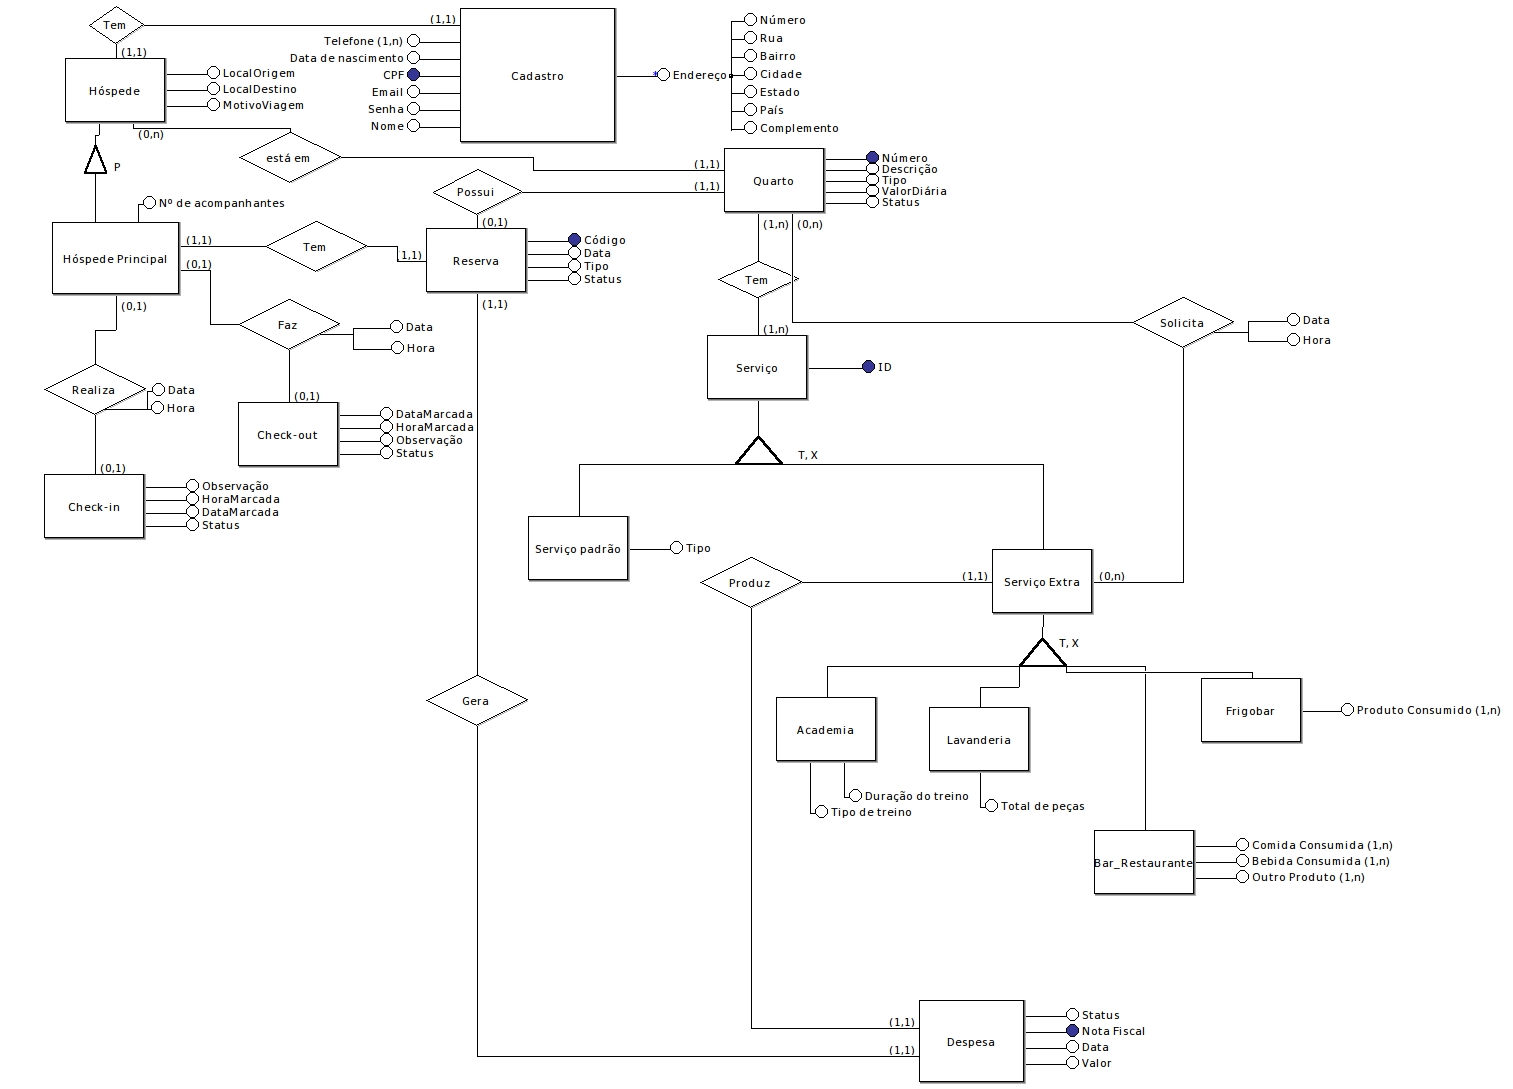 Tem
(1,1)
(1,1)
Hóspede
LocalOrigem
LocalDestino
MotivoViagem
(0,n)
Telefone (1,n)
Data de nascimento
CPF
Email
Senha
Nome
Cadastro
* Endereço
Número
Rua
Bairro
Cidade
Estado
País
Complemento
P
está em
(1,1)
Possui
(1,1)
(0,1)
Quarto
Número
Descrição
Tipo
ValorDiária
Status
(1,n)
(0,n)
Nº de acompanhantes
Hóspede Principal
(1,1)
Tem
1,1)
Reserva
Código
Data
Tipo
Status
(1,1)
(0,1)
(0,1)
Faz
Data
Hora
(0,1)
Check-out
DataMarcada
HoraMarcada
Observação
Status
Realiza
Data
Hora
(0,1)
Check-in
Observação
HoraMarcada
DataMarcada
Status
Tem
(1,n)
Serviço
ID
Solicita
Data
Hora
T, X
Serviço padrão
Tipo
Produz
(1,1)
Serviço Extra
(0,n)
T, X
Gera
Academia
Duração do treino
Tipo de treino
Lavanderia
Total de peças
Frigobar
Produto Consumido (1,n)
Bar_Restaurante
Comida Consumida (1,n)
Bebida Consumida (1,n)
Outro Produto (1,n)
(1,1)
(1,1)
Despesa
Status
Nota Fiscal
Data
Valor